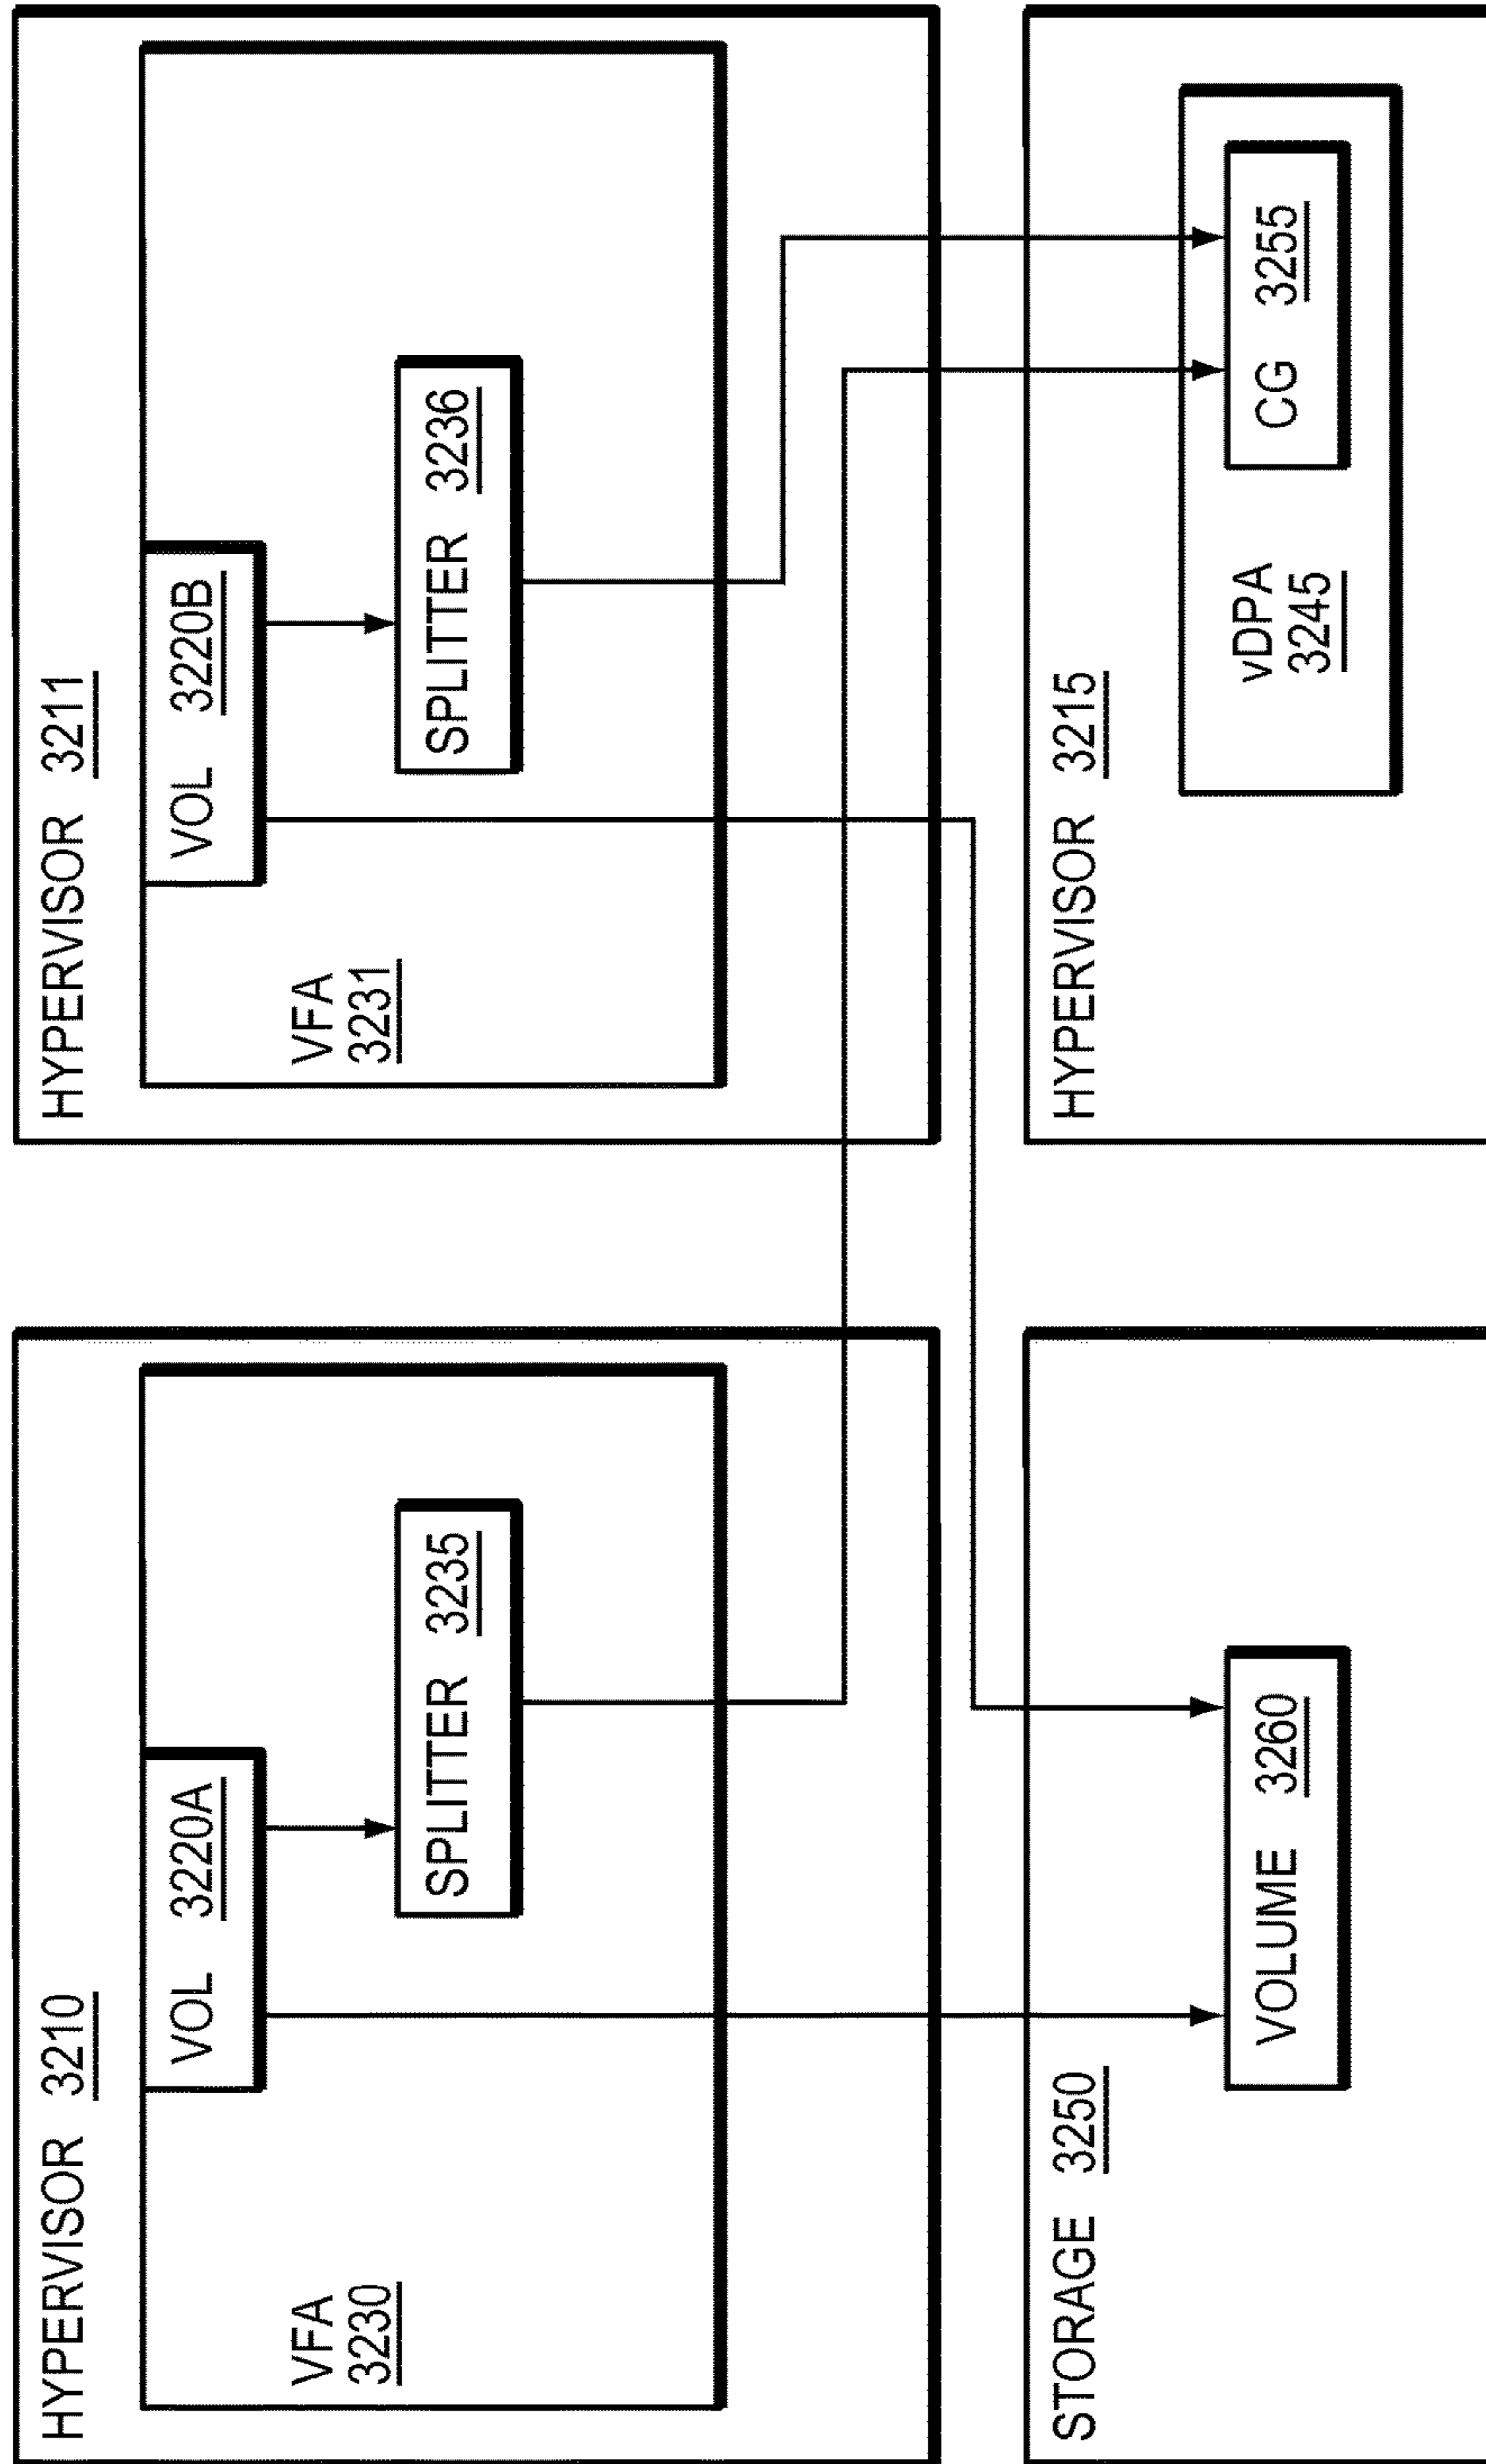 HYPERVISOR 3210
VOL 3220A
SPLITTER 3235
VFA
3230
HYPERVISOR 3211
VOL 3220B
SPLITTER 3236
VFA
3231
STORAGE 3250
VOLUME 3260
HYPERVISOR 3215
vDPA
3245
CG 3255